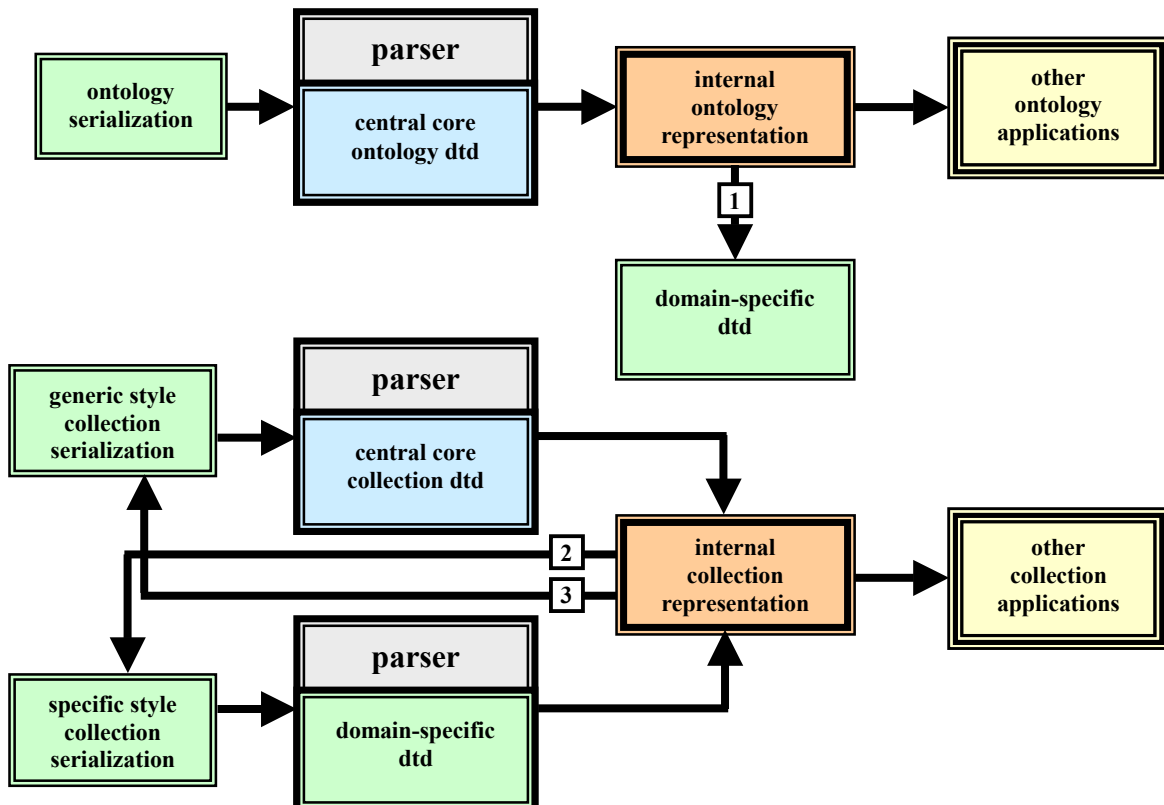 ontology
serialization
parser
central core
ontology dtd
internal
ontology
representation
other
ontology
applications
1
domain-specific
dtd
generic style
collection
serialization
parser
central core
collection dtd
2
3
internal
collection
representation
other
collection
applications
specific style
collection
serialization
parser
domain-specific
dtd